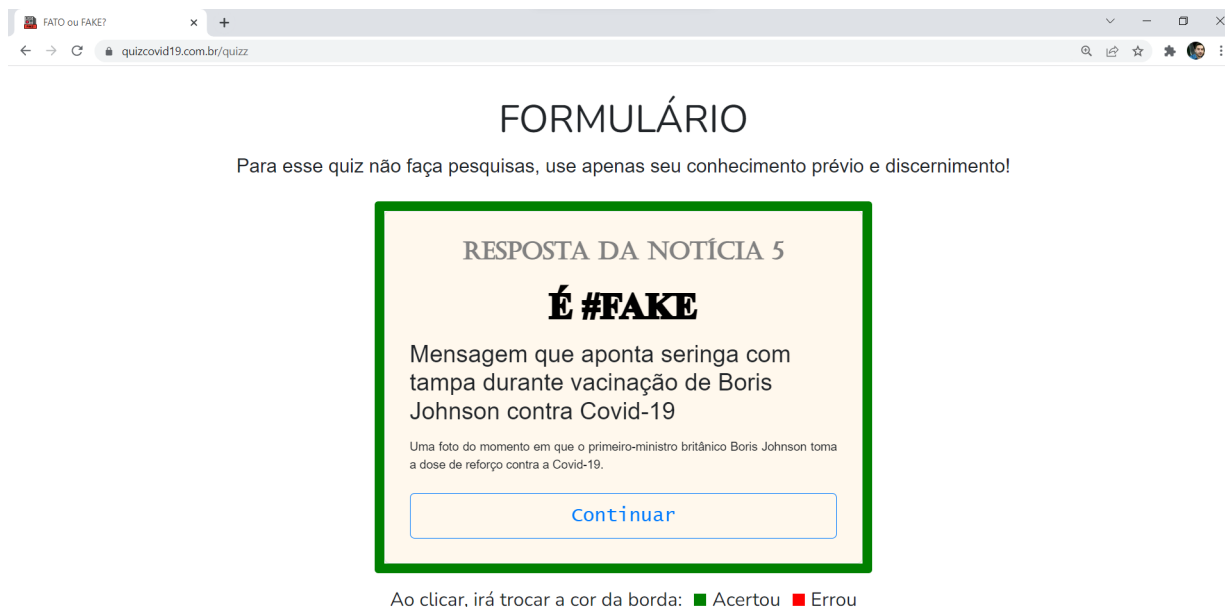 FATO ou FAKE?
quizcovid19.com.br/quizz
FORMULÁRIO
Para esse quiz não faça pesquisas, use apenas seu conhecimento prévio e discernimento!
RESPOSTA DA NOTÍCIA 5
É #FAKE
Mensagem que aponta seringa com
tampa durante vacinação de Boris
Johnson contra Covid-19
Uma foto do momento em que o primeiro-ministro britânico Boris Johnson toma
a dose de reforço contra a Covid-19.
Continuar
Ao clicar, irá trocar a cor da borda: Acertou Errou